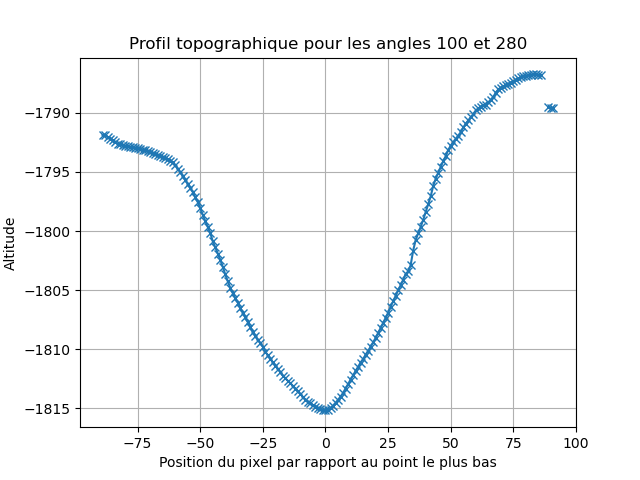 Profil topographique pour les angles 100 et 280
−1790
−1795
−1800
−1805
−1810
−1815
Altitude
−75 −50 −25 0 25 50 75 100
Position du pixel par rapport au point le plus bas